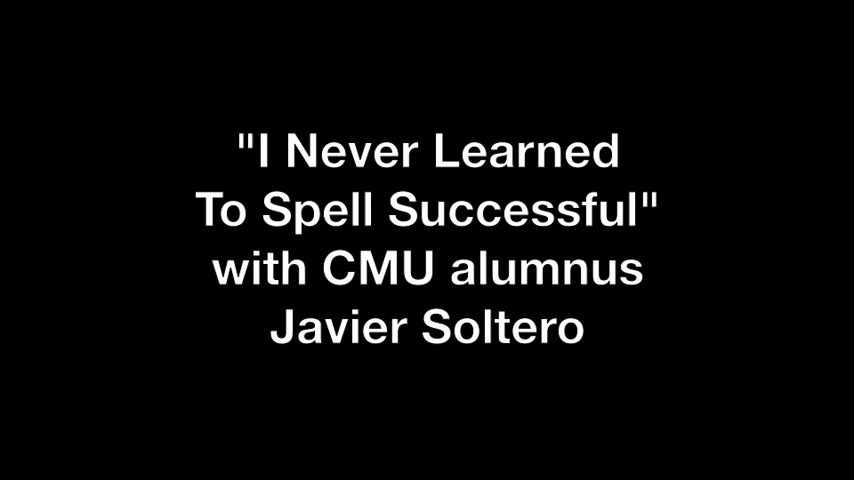 "I Never Learned
To Spell Successful"
with CMU alumnus
Javier Soltero